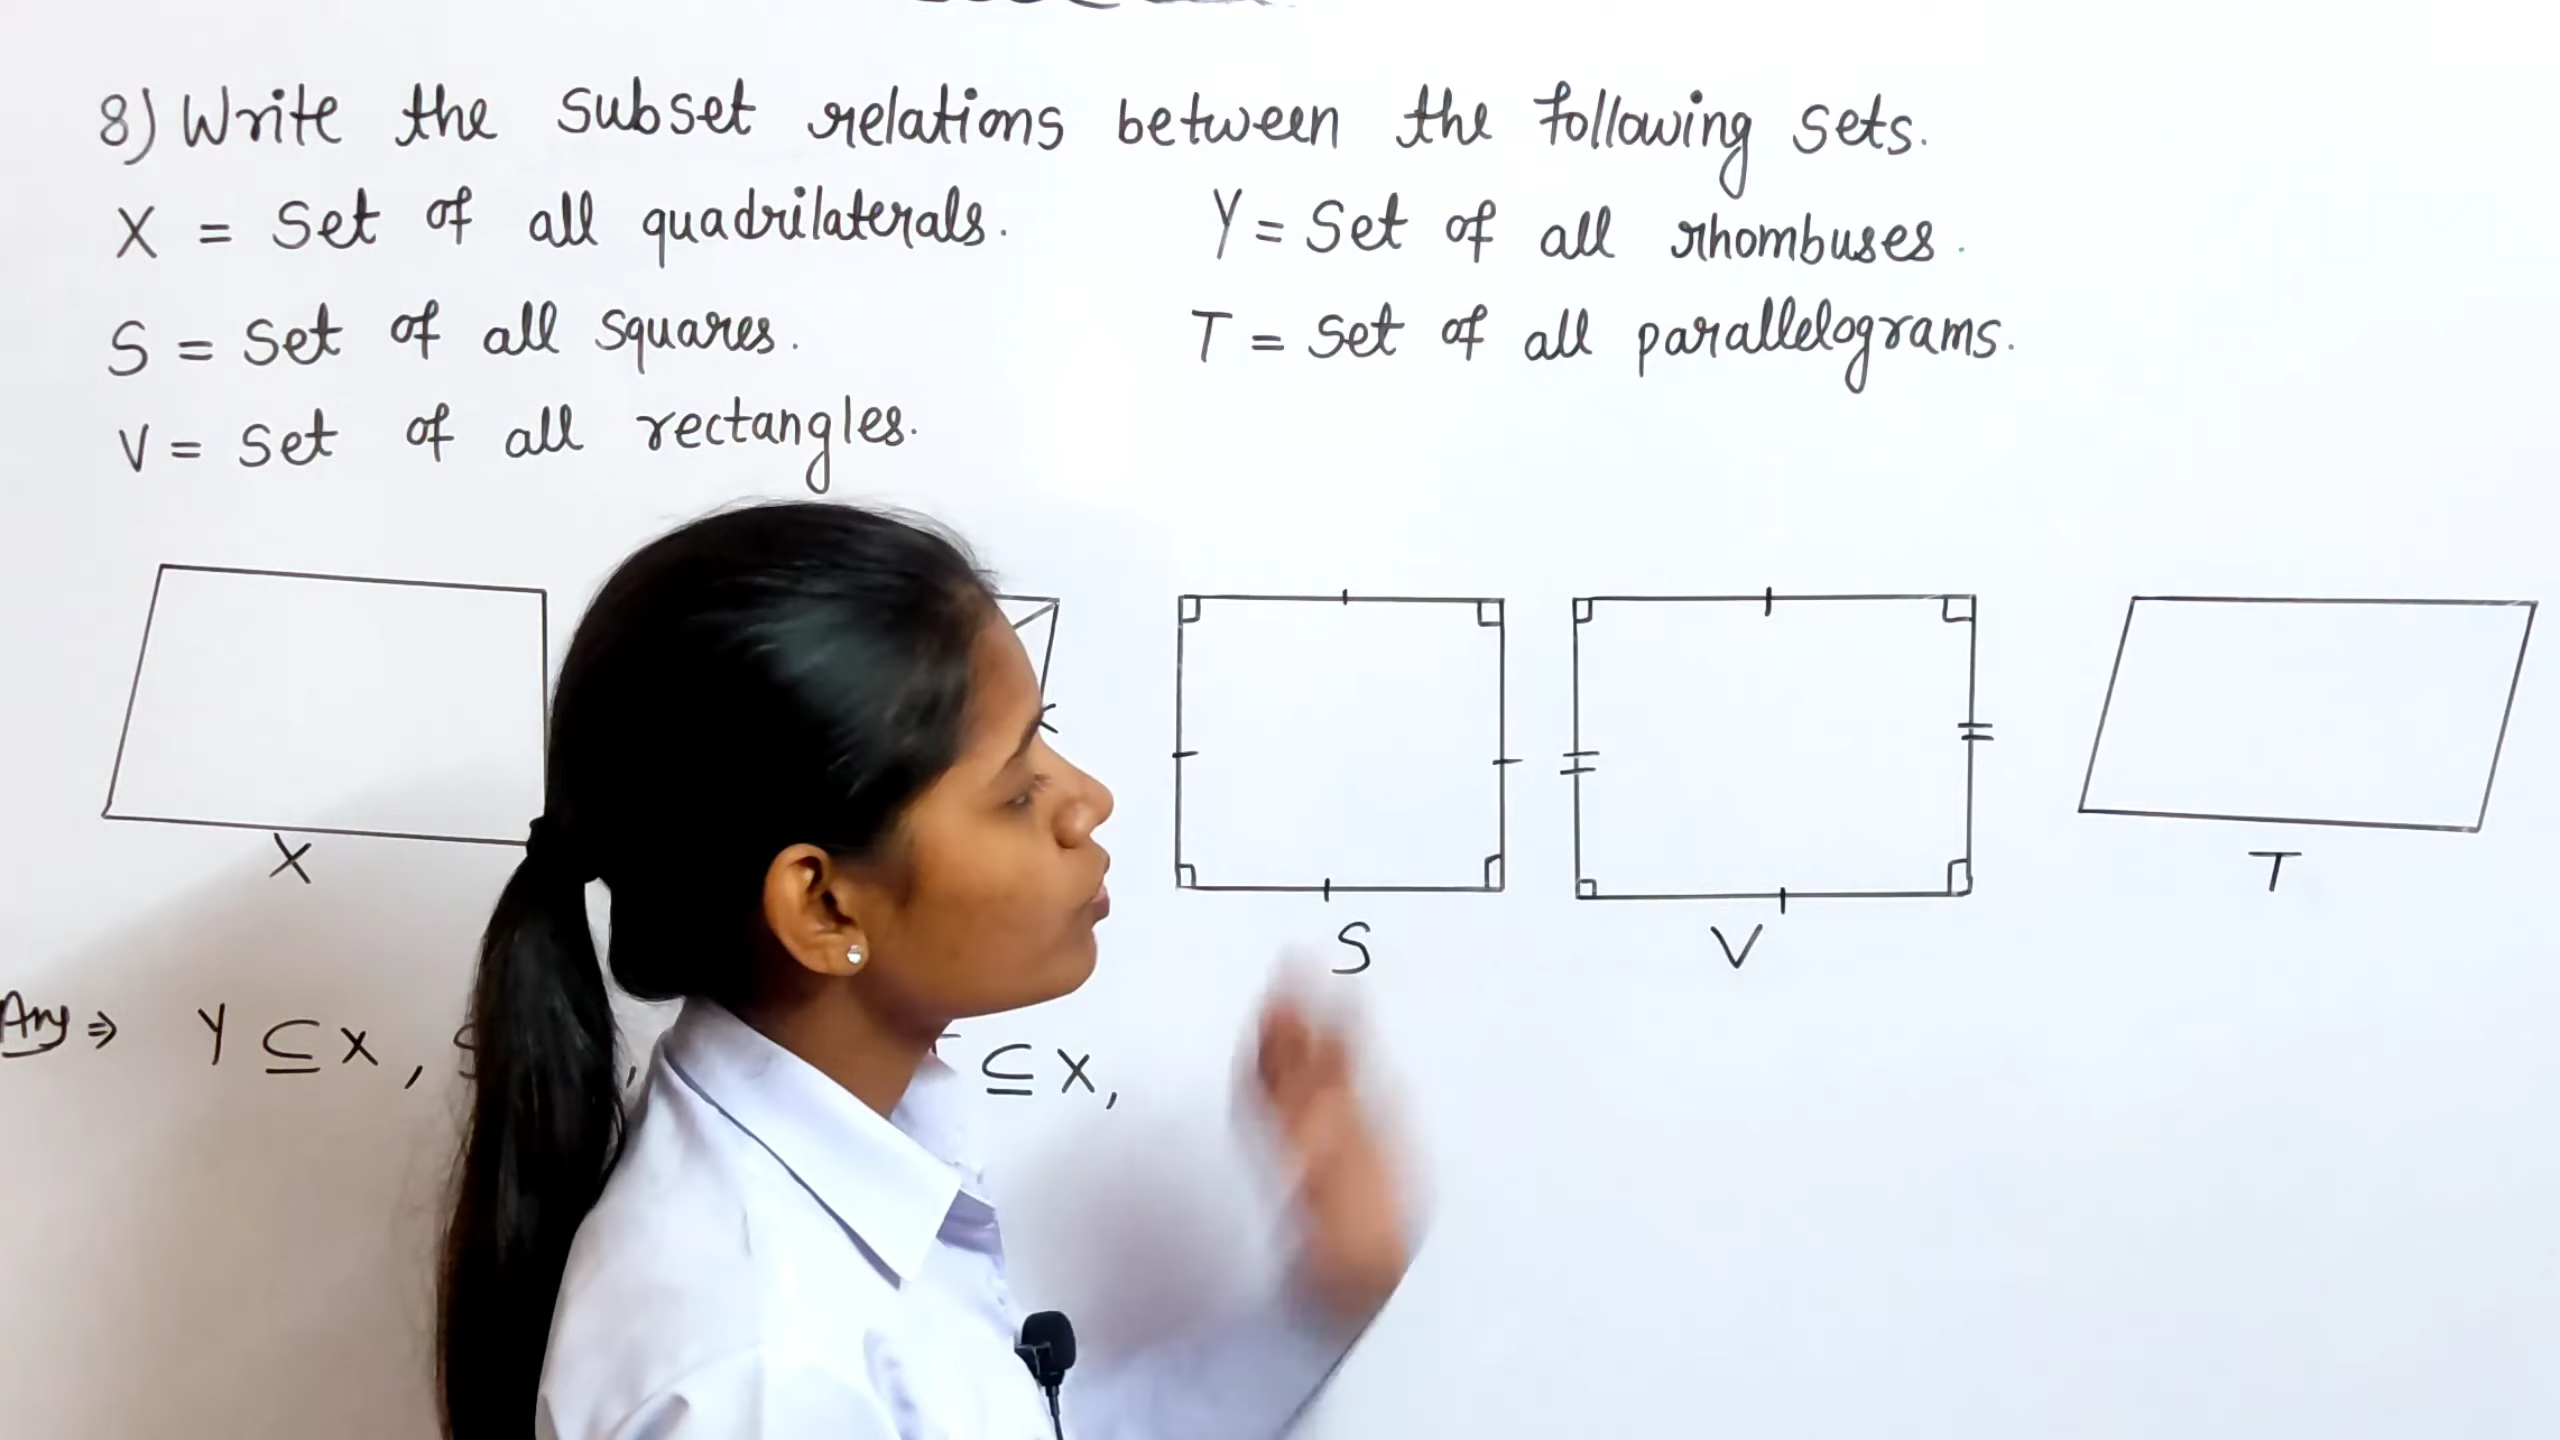 8) Write the subset relations between the following sets.
X = Set of all quadrilaterals. Y = Set of all rhombuses.
S = Set of all squares. T = Set of all parallelograms.
V = Set of all rectangles.
X
S
V
T
Ans ⇒ Y ⊆ X, S , ⊆ X,